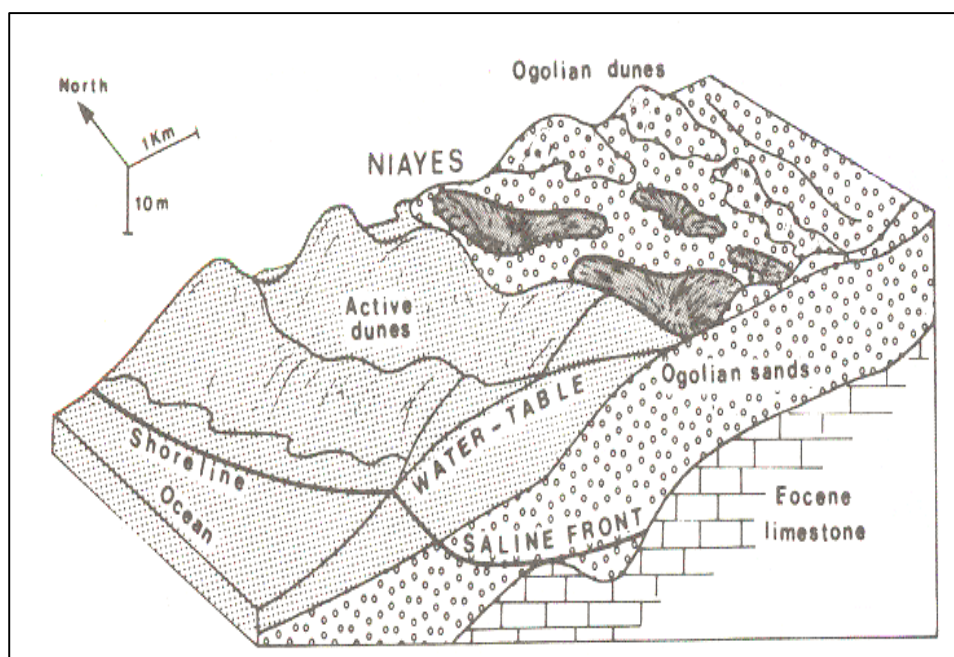 Ogolian dunes
North
1Km
10m
NIAYES
Active
dunes
Ogolian sands
WATER-TABLE
Shoreline
Ocean
SALINE FRONT
Eocene
limestone